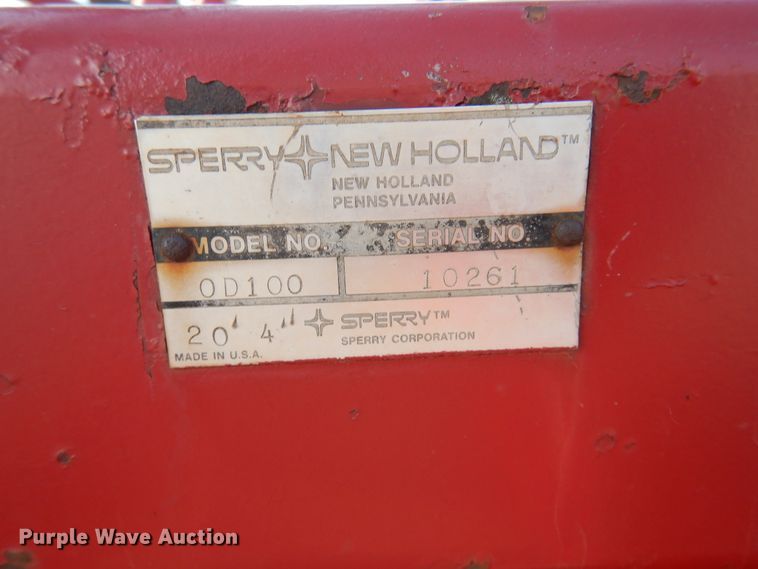 SPERRY NEW HOLLAND™
NEW HOLLAND
PENNSYLVANIA
MODEL NO. SERIAL NO
0D100 10261
20' 4" SPERRY™
MADE IN U.S.A. SPERRY CORPORATION
Purple Wave Auction